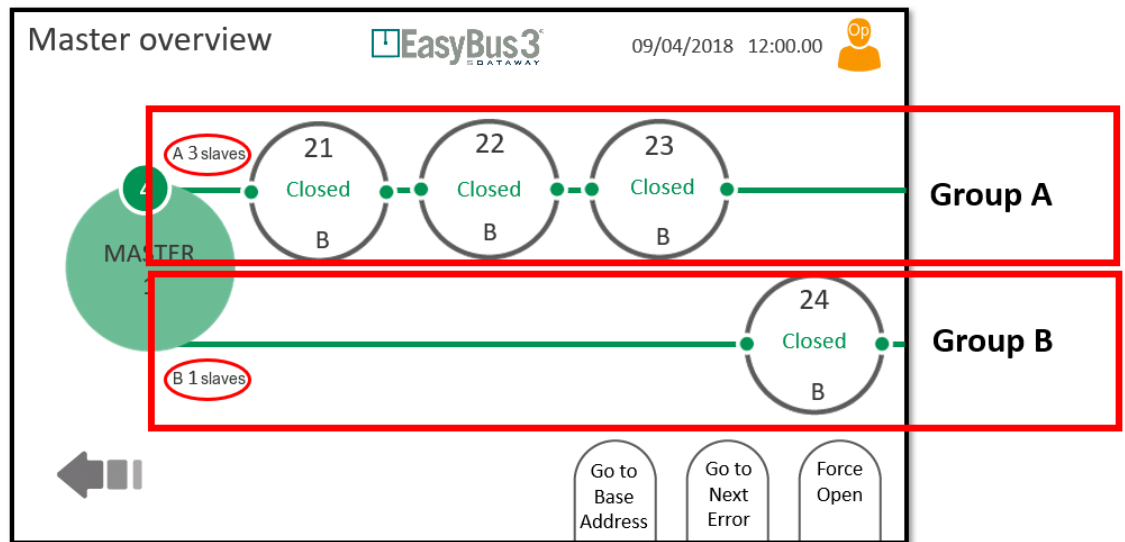 Master overview
EasyBus3
DATAWAY
09/04/2018 12:00.00
Op
A 3 slaves
21
Closed
B
22
Closed
B
23
Closed
B
Group A
4
MASTER
1
24
Closed
B
Group B
B 1 slaves
Go to
Base
Address
Go to
Next
Error
Force
Open